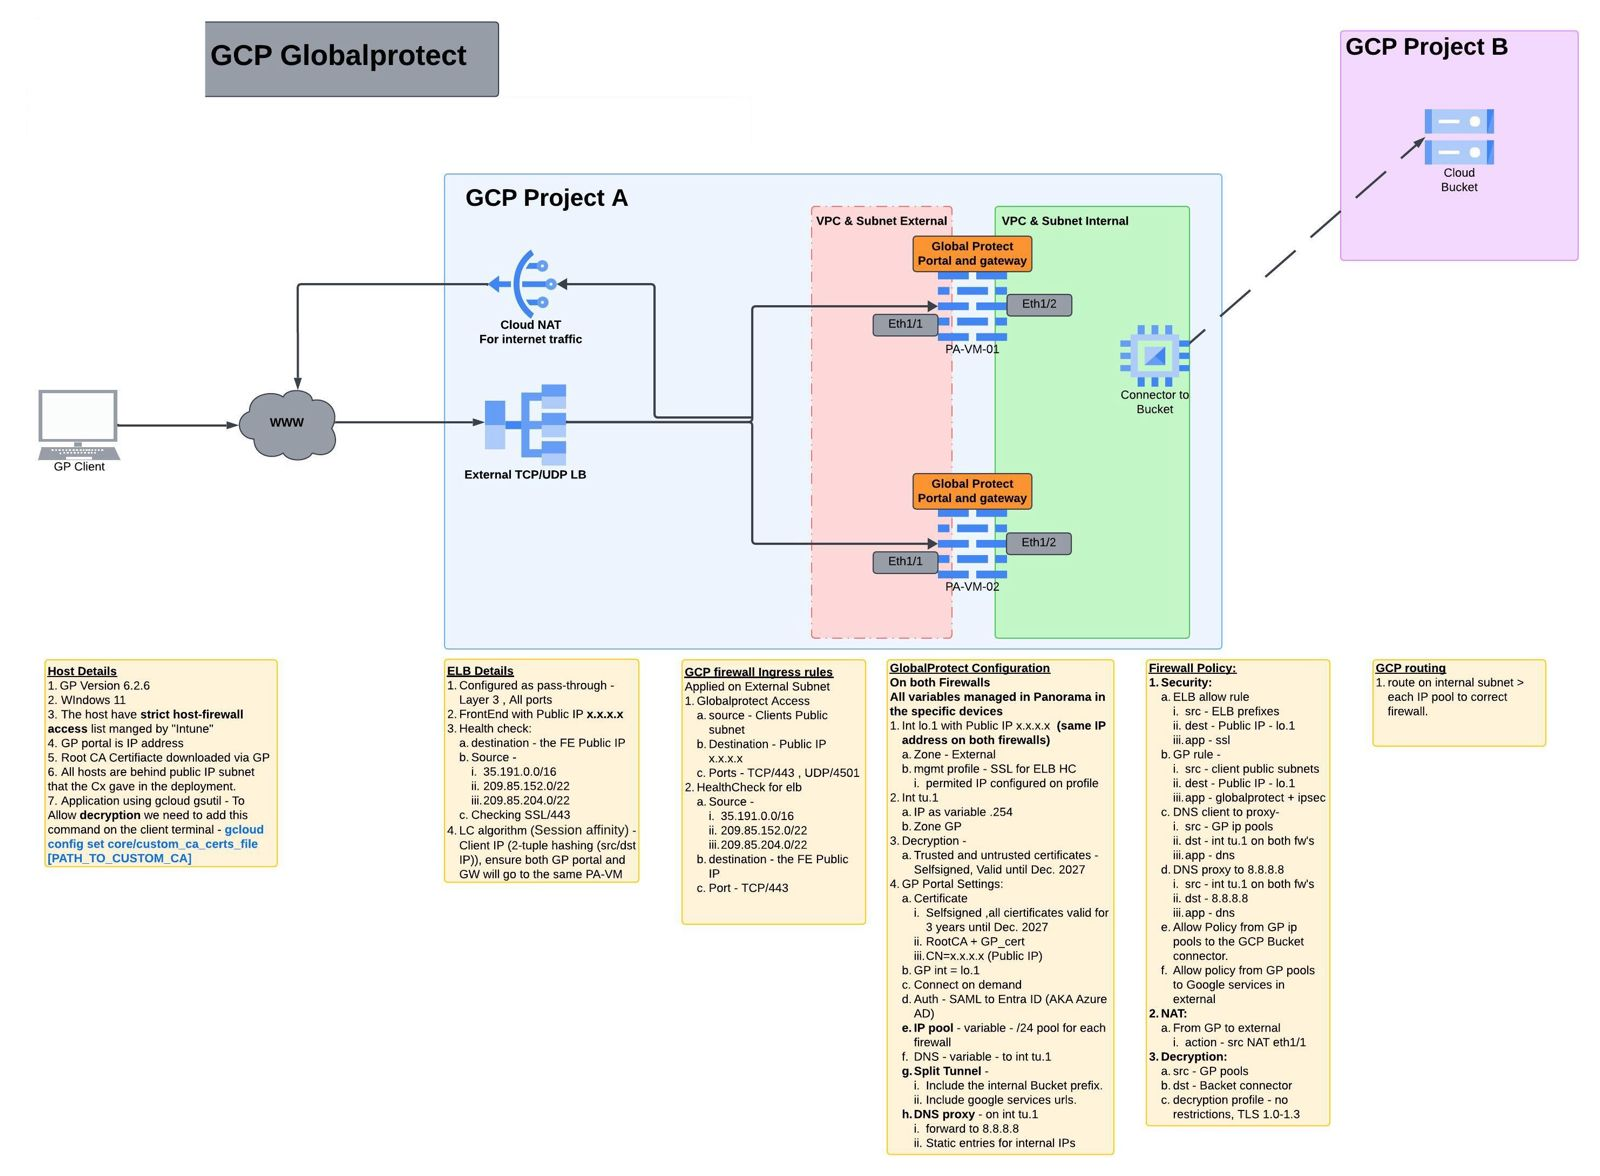 GCP Globalprotect
GCP Project B
Cloud
Bucket
GCP Project A
VPC & Subnet External
VPC & Subnet Internal
Global Protect
Portal and gateway
Eth1/1
Eth1/2
PA-VM-01
Cloud NAT
For internet traffic
Connector to
Bucket
www
GP Client
External TCP/UDP LB
Global Protect
Portal and gateway
Eth1/1
Eth1/2
PA-VM-02
Host Details
1. GP Version 6.2.6
2. WIndows 11
3. The host have strict host-firewall
access list manged by "Intune"
4. GP portal is IP address
5. Root CA Certifiacte downloaded via GP
6. All hosts are behind public IP subnet
that the Cx gave in the deployment.
7. Application using gcloud gsutil - To
Allow decryption we need to add this
command on the client terminal - gcloud
config set core/custom_ca_certs_file
[PATH_TO_CUSTOM_CA]
ELB Details
1. Configured as pass-through -
Layer 3 , All ports
2. FrontEnd with Public IP x.x.x.x
3. Health check:
a. destination - the FE Public IP
b. Source -
i. 35.191.0.0/16
ii. 209.85.152.0/22
iii. 209.85.204.0/22
c. Checking SSL/443
4. LC algorithm (Session affinity) -
Client IP (2-tuple hashing (src/dst
IP)), ensure both GP portal and
GW will go to the same PA-VM
GCP firewall Ingress rules
Applied on External Subnet
1. Globalprotect Access
a. source - Clients Public
subnet
b. Destination - Public IP
x.x.x.x
c. Ports - TCP/443 , UDP/4501
2. HealthCheck for elb
a. Source -
i. 35.191.0.0/16
ii. 209.85.152.0/22
iii. 209.85.204.0/22
b. destination - the FE Public
IP
c. Port - TCP/443
GlobalProtect Configuration
On both Firewalls
All variables managed in Panorama in
the specific devices
1. Int lo.1 with Public IP x.x.x.x (same IP
address on both firewalls)
a. Zone - External
b. mgmt profile - SSL for ELB HC
i. permited IP configured on profile
2. Int tu.1
a. IP as variable .254
b. Zone GP
3. Decryption -
a. Trusted and untrusted certificates -
Selfsigned, Valid until Dec. 2027
4. GP Portal Settings:
a. Certificate
i. Selfsigned ,all ciertificates valid for
3 years until Dec. 2027
ii. RootCA + GP_cert
iii. CN=x.x.x.x (Public IP)
b. GP int = lo.1
c. Connect on demand
d. Auth - SAML to Entra ID (AKA Azure
AD)
e. IP pool - variable - /24 pool for each
firewall
f. DNS - variable - to int tu.1
g. Split Tunnel -
i. Include the internal Bucket prefix.
ii. Include google services urls.
h. DNS proxy - on int tu.1
i. forward to 8.8.8.8
ii. Static entries for internal IPs
Firewall Policy:
1. Security:
a. ELB allow rule
i. src - ELB prefixes
ii. dest - Public IP - lo.1
iii. app - ssl
b. GP rule -
i. src - client public subnets
ii. dest - Public IP - lo.1
iii. app - globalprotect + ipsec
c. DNS client to proxy-
i. src - GP ip pools
ii. dst - int tu.1 on both fw's
iii. app - dns
d. DNS proxy to 8.8.8.8
i. src - int tu.1 on both fw's
ii. dst - 8.8.8.8
iii. app - dns
e. Allow Policy from GP ip
pools to the GCP Bucket
connector.
f. Allow policy from GP pools
to Google services in
external
2. NAT:
a. From GP to external
i. action - src NAT eth1/1
3. Decryption:
a. src - GP pools
b. dst - Backet connector
c. decryption profile - no
restrictions, TLS 1.0-1.3
GCP routing
1. route on internal subnet >
each IP pool to correct
firewall.